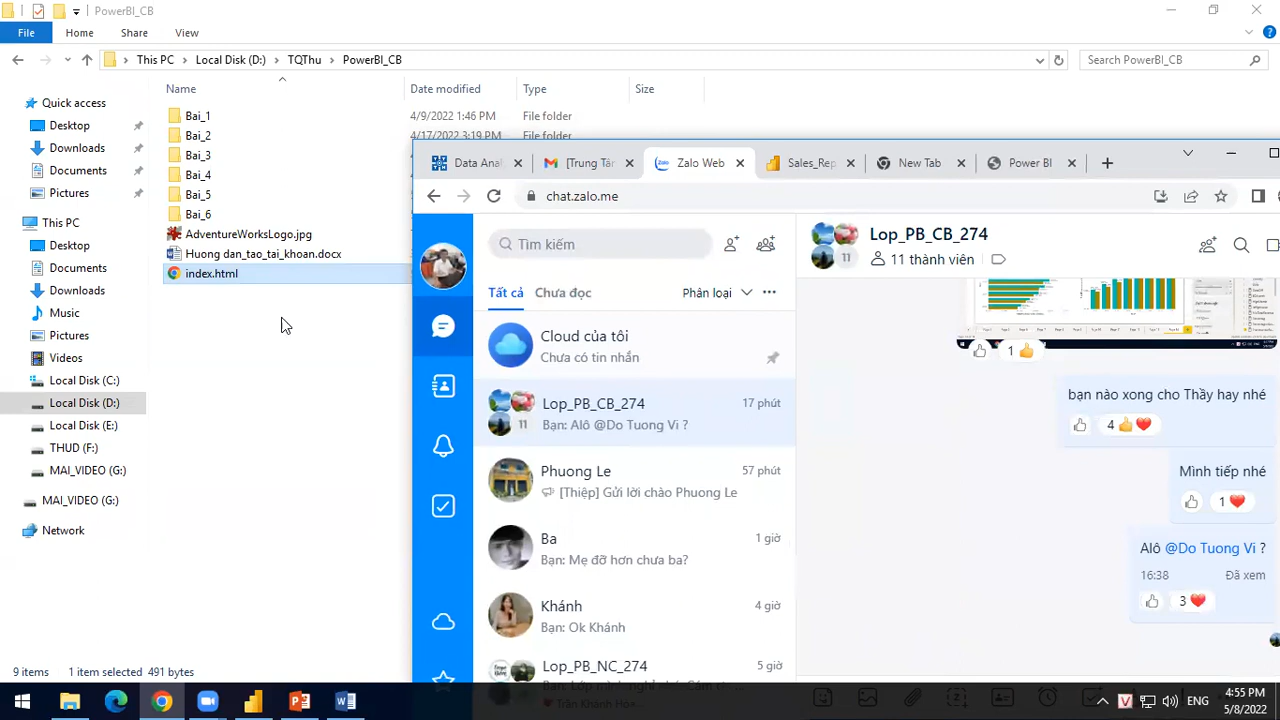 PowerBI_CB
File Home Share View
This PC > Local Disk (D:) > TQThu > PowerBI_CB
Search PowerBI_CB
Name Date modified Type Size
Quick access
Desktop
Downloads
Documents
Pictures
This PC
Desktop
Documents
Downloads
Music
Pictures
Videos
Local Disk (C:)
Local Disk (D:)
Local Disk (E:)
THUD (F:)
MAI_VIDEO (G:)
MAI_VIDEO (G:)
Network
Bai_1 4/9/2022 1:46 PM File folder
Bai_2 4/17/2022 3:19 PM File folder
Bai_3
Bai_4
Bai_5
Bai_6
AdventureWorksLogo.jpg
Huong dan_tao_tai_khoan.docx
index.html
9 items 1 item selected 491 bytes
Data Ana [Trung Tâ Zalo Web Sales_Rep New Tab Power BI
chat.zalo.me
Tìm kiếm
Tất cả Chưa đọc Phân loại
Cloud của tôi
Chưa có tin nhắn
Lop_PB_CB_274 17 phút
11 Bạn: Alô @Do Tuong Vi ?
Phuong Le 57 phút
[Thiệp] Gửi lời chào Phuong Le
Ba 1 giờ
Bạn: Mẹ đỡ hơn chưa ba?
Khánh 4 giờ
Bạn: Ok Khánh
Lop_PB_NC_274 5 giờ
Lop_PB_CB_274
11 11 thành viên
1
bạn nào xong cho Thầy hay nhé
4
Mình tiếp nhé
1
Alô @Do Tuong Vi ?
16:38 Đã xem
3
ENG
4:55 PM
5/8/2022